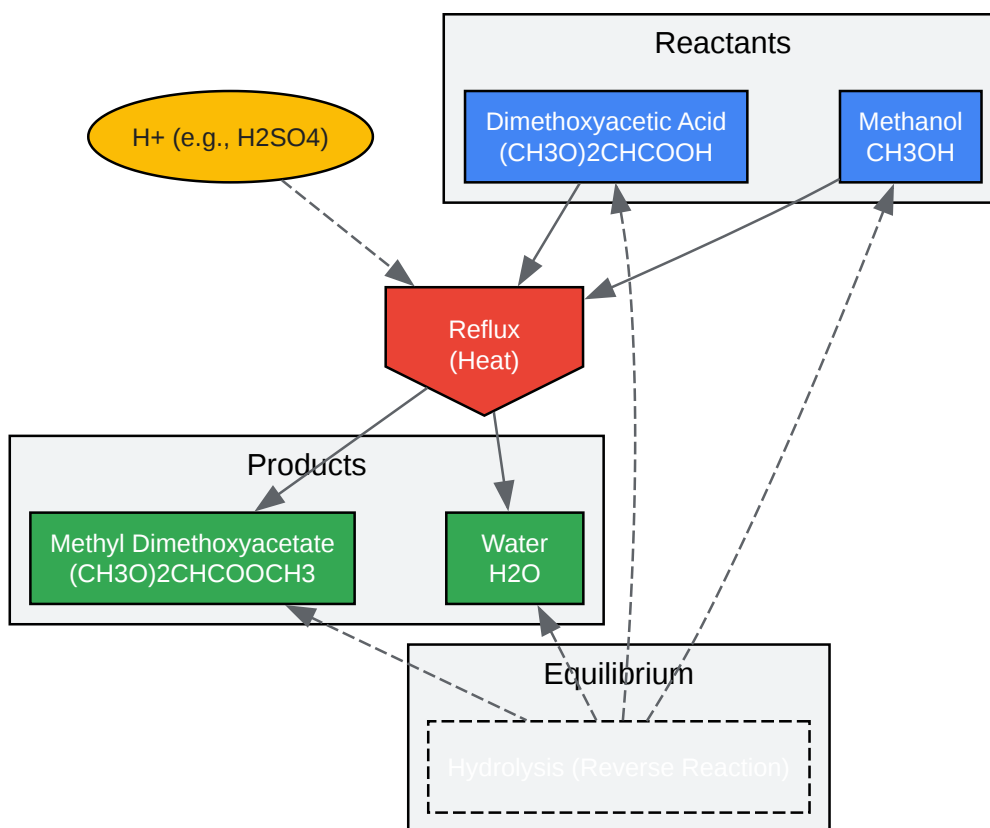 Reactants
H+ (e.g., H2SO4)
Dimethoxyacetic Acid
(CH3O)2CHCOOH
Methanol
CH3OH
Reflux
(Heat)
Products
Methyl Dimethoxyacetate
(CH3O)2CHCOOCH3
Water
H2O
Equilibrium
Hydrolysis (Reverse Reaction)